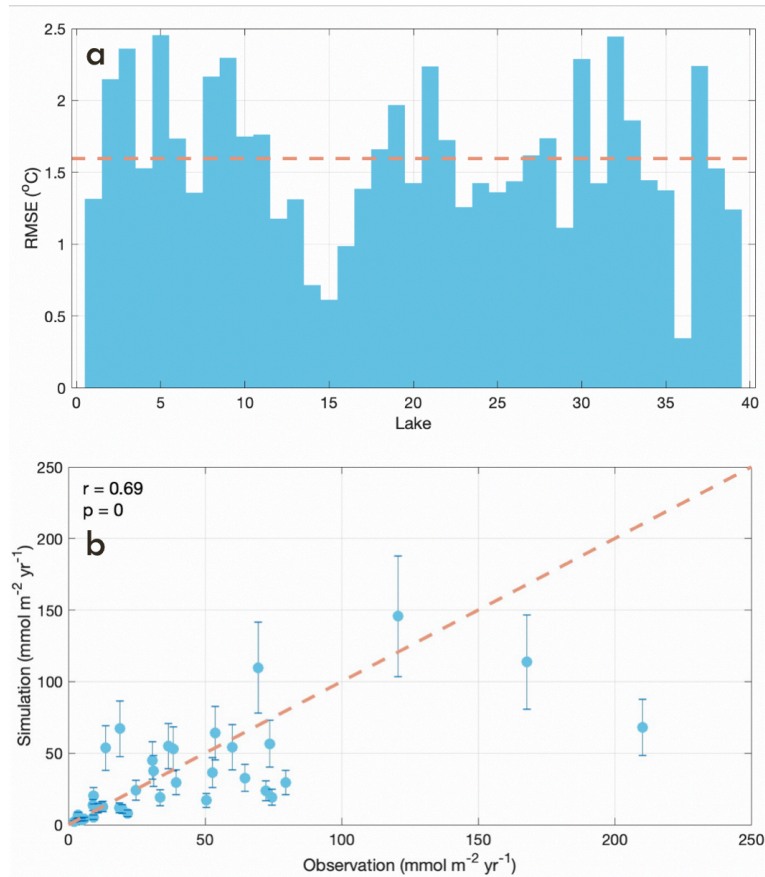 a
2.5
2
1.5
1
0.5
0
RMSE (°C)
0 5 10 15 20 25 30 35 40
Lake
r = 0.69
p = 0
b
250
200
150
100
50
0
Simulation (mmol m⁻² yr⁻¹)
0 50 100 150 200 250
Observation (mmol m⁻² yr⁻¹)